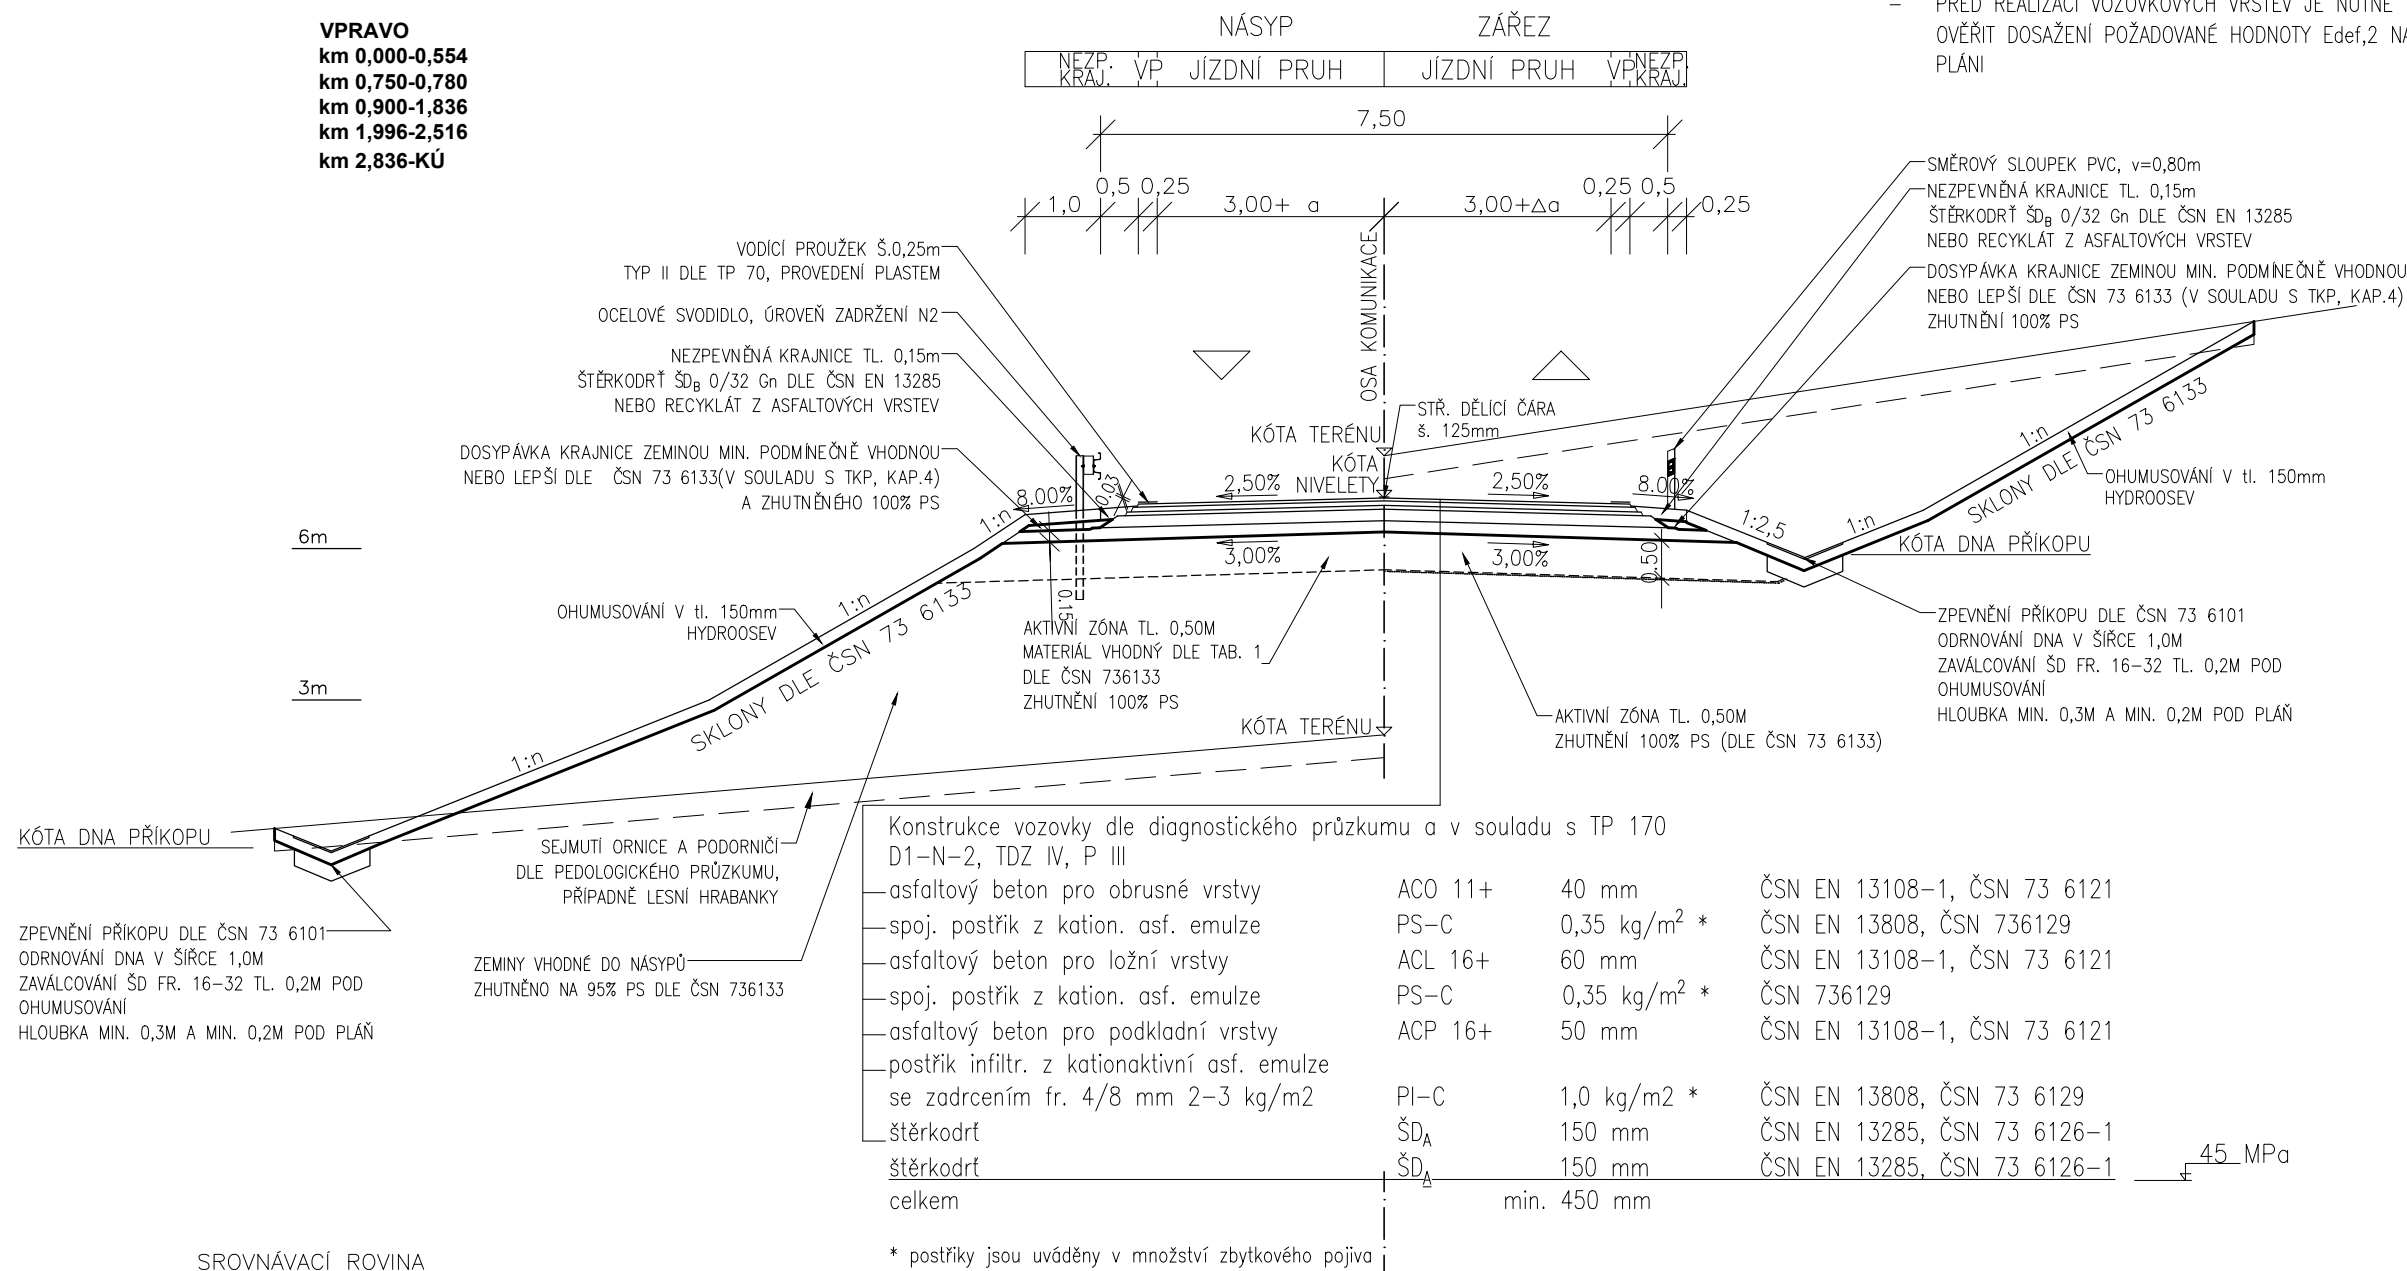 VPRAVO
km 0,000-0,554
km 0,750-0,780
km 0,900-1,836
km 1,996-2,516
km 2,836-KÚ
NÁSYP
ZÁŘEZ
NEZP. KRAJ. VP JÍZDNÍ PRUH JÍZDNÍ PRUH VP NEZP. KRAJ.
7,50
1,0 0,5 0,25 3,00+ a 3,00+Δa 0,25 0,5 0,25
OSA KOMUNIKACE
– PŘED REALIZACÍ VOZOVKOVÝCH VRSTEV JE NUTNÉ
OVĚŘIT DOSAŽENÍ POŽADOVANÉ HODNOTY Edef,2 NA
PLÁNI
VODÍCÍ PROUŽEK Š.0,25m
TYP II DLE TP 70, PROVEDENÍ PLASTEM
OCELOVÉ SVODIDLO, ÚROVEŇ ZADRŽENÍ N2
NEZPEVNĚNÁ KRAJNICE TL. 0,15m
ŠTĚRKODRŤ ŠDB 0/32 Gn DLE ČSN EN 13285
NEBO RECYKLÁT Z ASFALTOVÝCH VRSTEV
DOSYPÁVKA KRAJNICE ZEMINOU MIN. PODMÍNEČNĚ VHODNOU
NEBO LEPŠÍ DLE ČSN 73 6133(V SOULADU S TKP, KAP.4)
A ZHUTNĚNÉHO 100% PS
SMĚROVÝ SLOUPEK PVC, v=0,80m
NEZPEVNĚNÁ KRAJNICE TL. 0,15m
ŠTĚRKODRŤ ŠDB 0/32 Gn DLE ČSN EN 13285
NEBO RECYKLÁT Z ASFALTOVÝCH VRSTEV
DOSYPÁVKA KRAJNICE ZEMINOU MIN. PODMÍNEČNĚ VHODNOU
NEBO LEPŠÍ DLE ČSN 73 6133 (V SOULADU S TKP, KAP.4)
ZHUTNĚNÍ 100% PS
STŘ. DĚLÍCÍ ČÁRA
š. 125mm
KÓTA TERÉNU
KÓTA
NIVELETY
8.00%
0.03
2,50%
2,50%
8.00%
3,00%
3,00%
0.15
0.50
1:n
1:n
1:n
1:2,5
1:n
1:n
SKLONY DLE ČSN 73 6133
SKLONY DLE ČSN 73 6133
OHUMUSOVÁNÍ V tl. 150mm
HYDROOSEV
KÓTA DNA PŘÍKOPU
6m
3m
OHUMUSOVÁNÍ V tl. 150mm
HYDROOSEV
AKTIVNÍ ZÓNA TL. 0,50M
MATERIÁL VHODNÝ DLE TAB. 1
DLE ČSN 736133
ZHUTNĚNÍ 100% PS
KÓTA TERÉNU
AKTIVNÍ ZÓNA TL. 0,50M
ZHUTNĚNÍ 100% PS (DLE ČSN 73 6133)
ZPEVNĚNÍ PŘÍKOPU DLE ČSN 73 6101
ODRNOVÁNÍ DNA V ŠÍŘCE 1,0M
ZAVÁLCOVÁNÍ ŠD FR. 16-32 TL. 0,2M POD
OHUMUSOVÁNÍ
HLOUBKA MIN. 0,3M A MIN. 0,2M POD PLÁŇ
KÓTA DNA PŘÍKOPU
SEJMUTÍ ORNICE A PODORNIČÍ
DLE PEDOLOGICKÉHO PRŮZKUMU,
PŘÍPADNĚ LESNÍ HRABANKY
ZPEVNĚNÍ PŘÍKOPU DLE ČSN 73 6101
ODRNOVÁNÍ DNA V ŠÍŘCE 1,0M
ZAVÁLCOVÁNÍ ŠD FR. 16-32 TL. 0,2M POD
OHUMUSOVÁNÍ
HLOUBKA MIN. 0,3M A MIN. 0,2M POD PLÁŇ
ZEMINY VHODNÉ DO NÁSYPŮ
ZHUTNĚNO NA 95% PS DLE ČSN 736133
Konstrukce vozovky dle diagnostického průzkumu a v souladu s TP 170
D1-N-2, TDZ IV, P III
asfaltový beton pro obrusné vrstvy ACO 11+ 40 mm ČSN EN 13108-1, ČSN 73 6121
spoj. postřik z kation. asf. emulze PS-C 0,35 kg/m² * ČSN EN 13808, ČSN 736129
asfaltový beton pro ložní vrstvy ACL 16+ 60 mm ČSN EN 13108-1, ČSN 73 6121
spoj. postřik z kation. asf. emulze PS-C 0,35 kg/m² * ČSN 736129
asfaltový beton pro podkladní vrstvy ACP 16+ 50 mm ČSN EN 13108-1, ČSN 73 6121
postřik infiltr. z kationaktivní asf. emulze
se zadrcením fr. 4/8 mm 2-3 kg/m2 PI-C 1,0 kg/m2 * ČSN EN 13808, ČSN 73 6129
štěrkodrť ŠDA 150 mm ČSN EN 13285, ČSN 73 6126-1
štěrkodrť ŠDA 150 mm ČSN EN 13285, ČSN 73 6126-1
45 MPa
celkem min. 450 mm
* postřiky jsou uváděny v množství zbytkového pojiva
SROVNÁVACÍ ROVINA